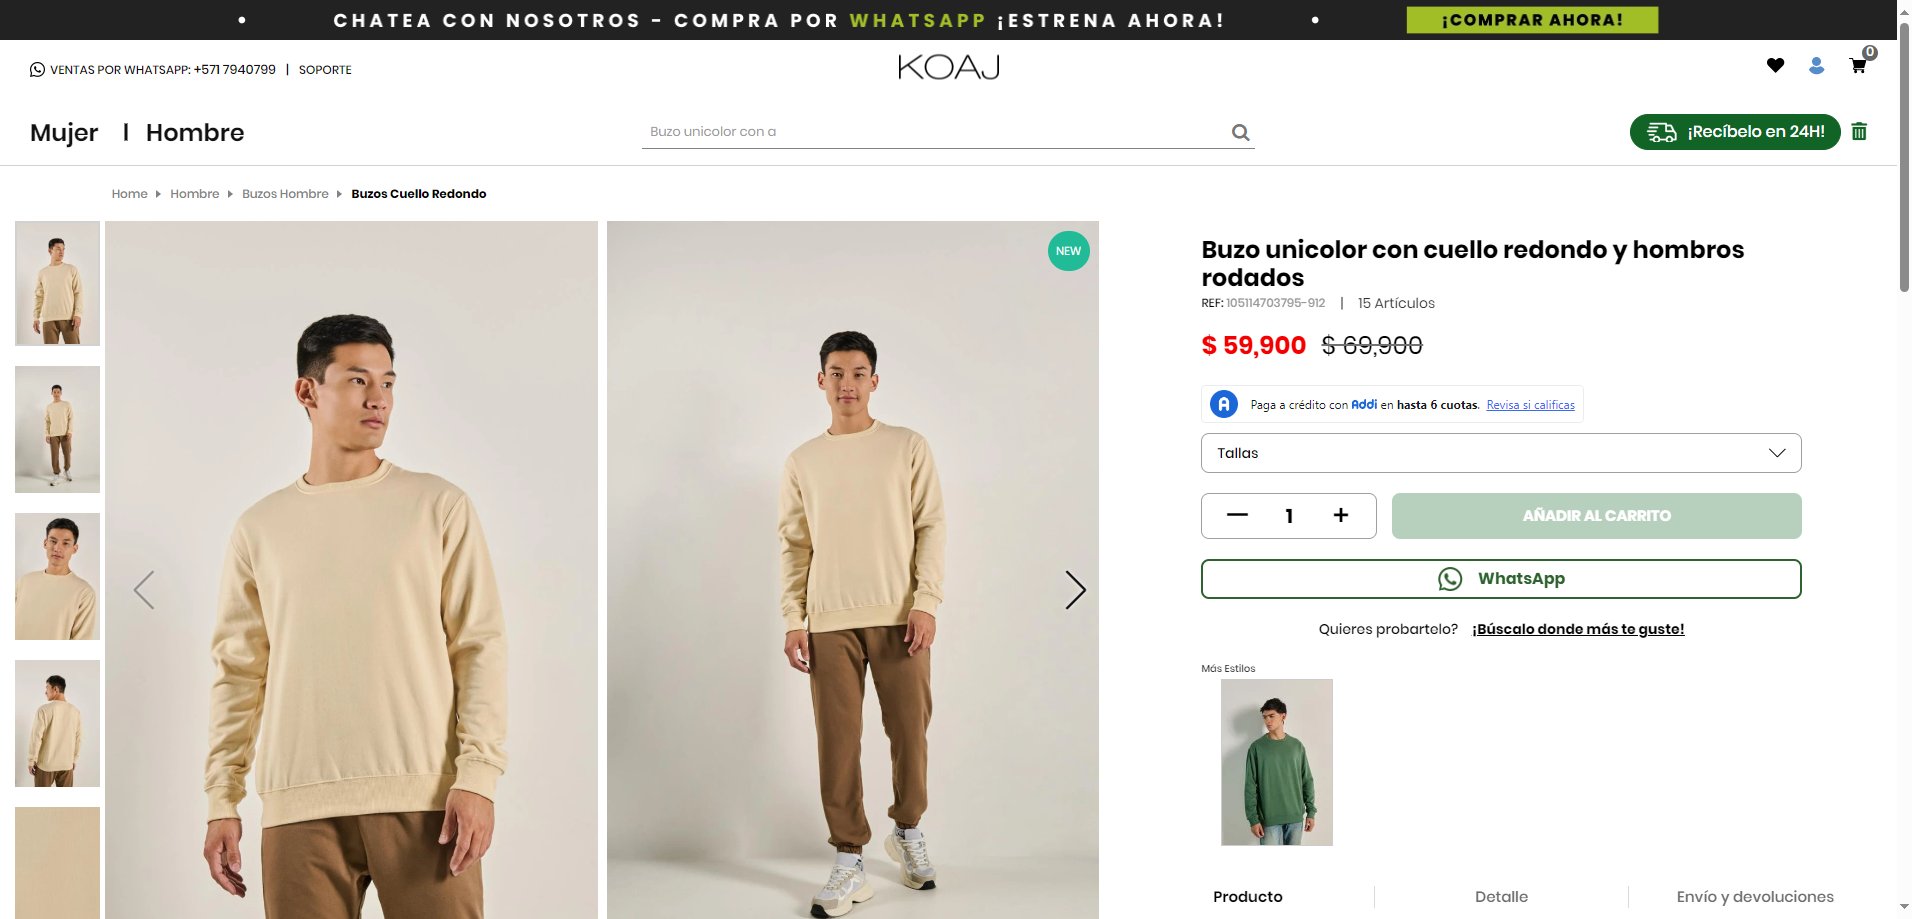 CHATEA CON NOSOTROS - COMPRA POR WHATSAPP ¡ESTRENA AHORA!
¡COMPRAR AHORA!
VENTAS POR WHATSAPP: +571 7940799 | SOPORTE
KOAJ
0
Mujer | Hombre
Buzo unicolor con a
¡Recíbelo en 24H!
Home Hombre Buzos Hombre Buzos Cuello Redondo
NEW
Buzo unicolor con cuello redondo y hombros
rodados
REF: 105114703795-912 | 15 Artículos
$ 59,900 $ 69,900
A Paga a crédito con Addi en hasta 6 cuotas. Revisa si calificas
Tallas
— 1 +
AÑADIR AL CARRITO
WhatsApp
Quieres probartelo? ¡Búscalo donde más te guste!
Más Estilos
Producto
Detalle
Envío y devoluciones